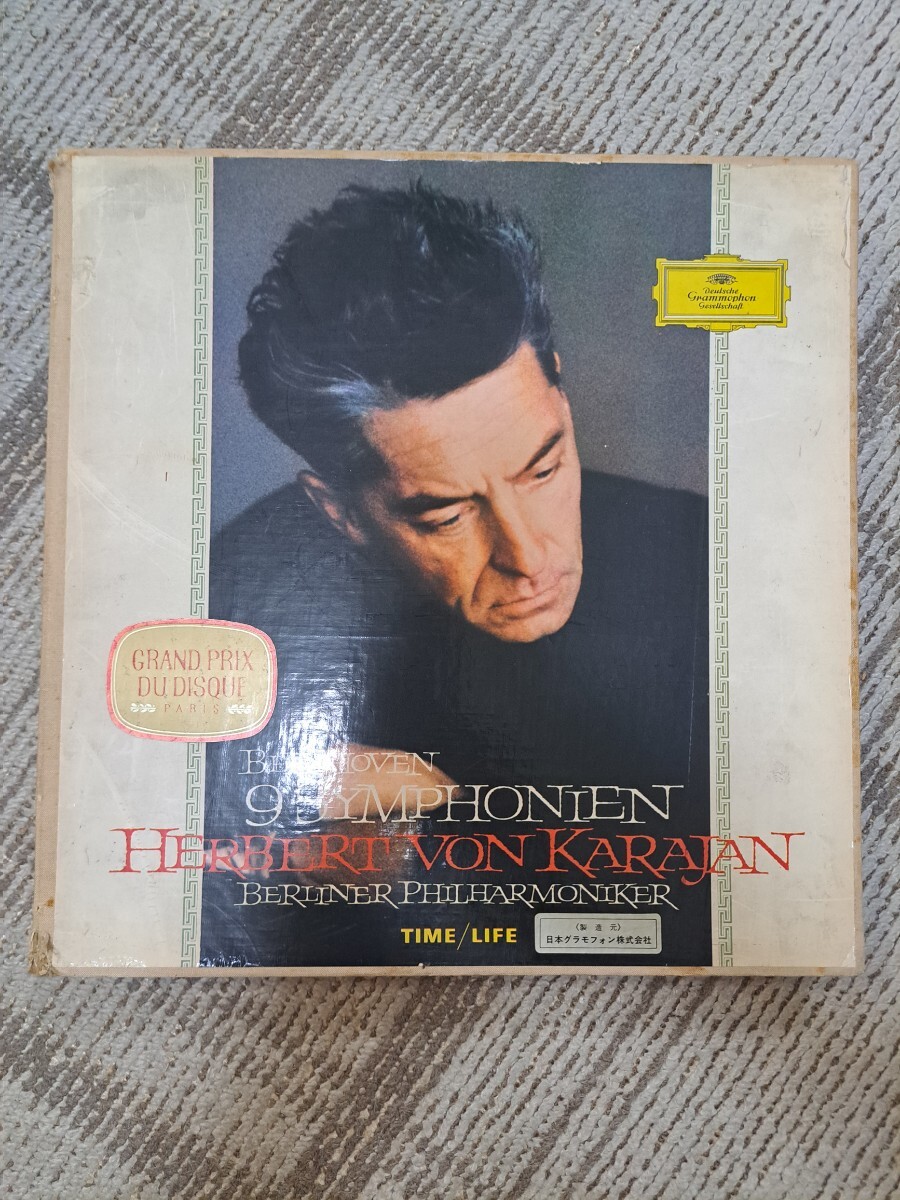 Deutsche
Grammophon
Gesellschaft
GRAND PRIX
DU DISQUE
PARIS
BEETHOVEN
9 SYMPHONIEN
HERBERT VON KARAJAN
BERLINER PHILHARMONIKER
TIME/LIFE
(製造元)
日本グラモフォン株式会社